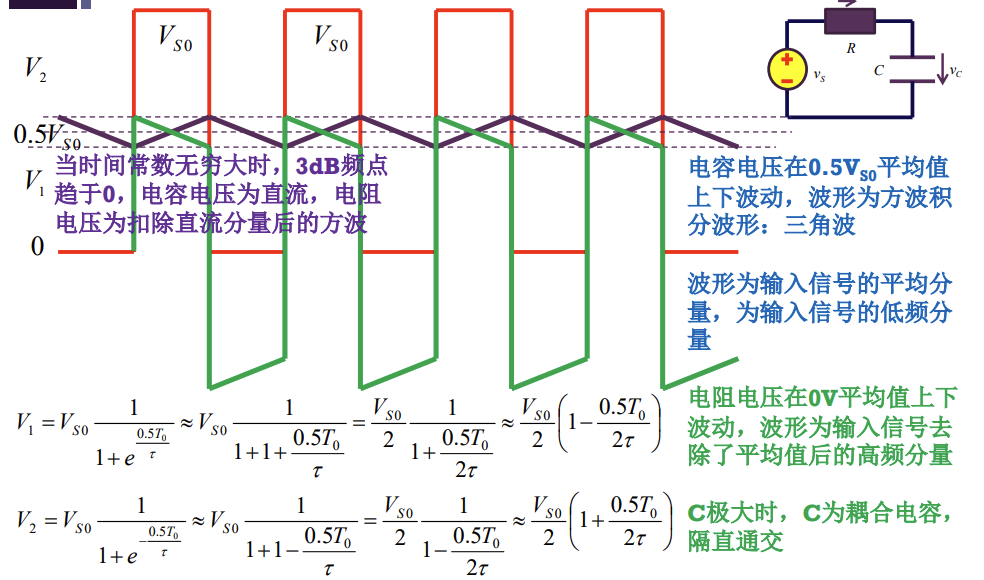 V_{S0}
V_{S0}
V_2
0.5V_{S0}
V_1
0
当时间常数无穷大时，3dB频点
趋于0，电容电压为直流，电阻
电压为扣除直流分量后的方波
R
C
v_S
v_C
+
−
电容电压在0.5V_{S0}平均值
上下波动，波形为方波积
分波形：三角波
波形为输入信号的平均分
量，为输入信号的低频分
量
电阻电压在0V平均值上下
波动，波形为输入信号去
除了平均值后的高频分量
C极大时，C为耦合电容，
隔直通交
V_1 = V_{S0} \frac{1}{1+e^{\frac{0.5T_0}{\tau}}} ≈ V_{S0} \frac{1}{1+1+\frac{0.5T_0}{\tau}} = \frac{V_{S0}}{2} \frac{1}{1+\frac{0.5T_0}{2\tau}} ≈ \frac{V_{S0}}{2} \left(1-\frac{0.5T_0}{2\tau}\right)
V_2 = V_{S0} \frac{1}{1+e^{-\frac{0.5T_0}{\tau}}} ≈ V_{S0} \frac{1}{1+1-\frac{0.5T_0}{\tau}} = \frac{V_{S0}}{2} \frac{1}{1-\frac{0.5T_0}{2\tau}} ≈ \frac{V_{S0}}{2} \left(1+\frac{0.5T_0}{2\tau}\right)